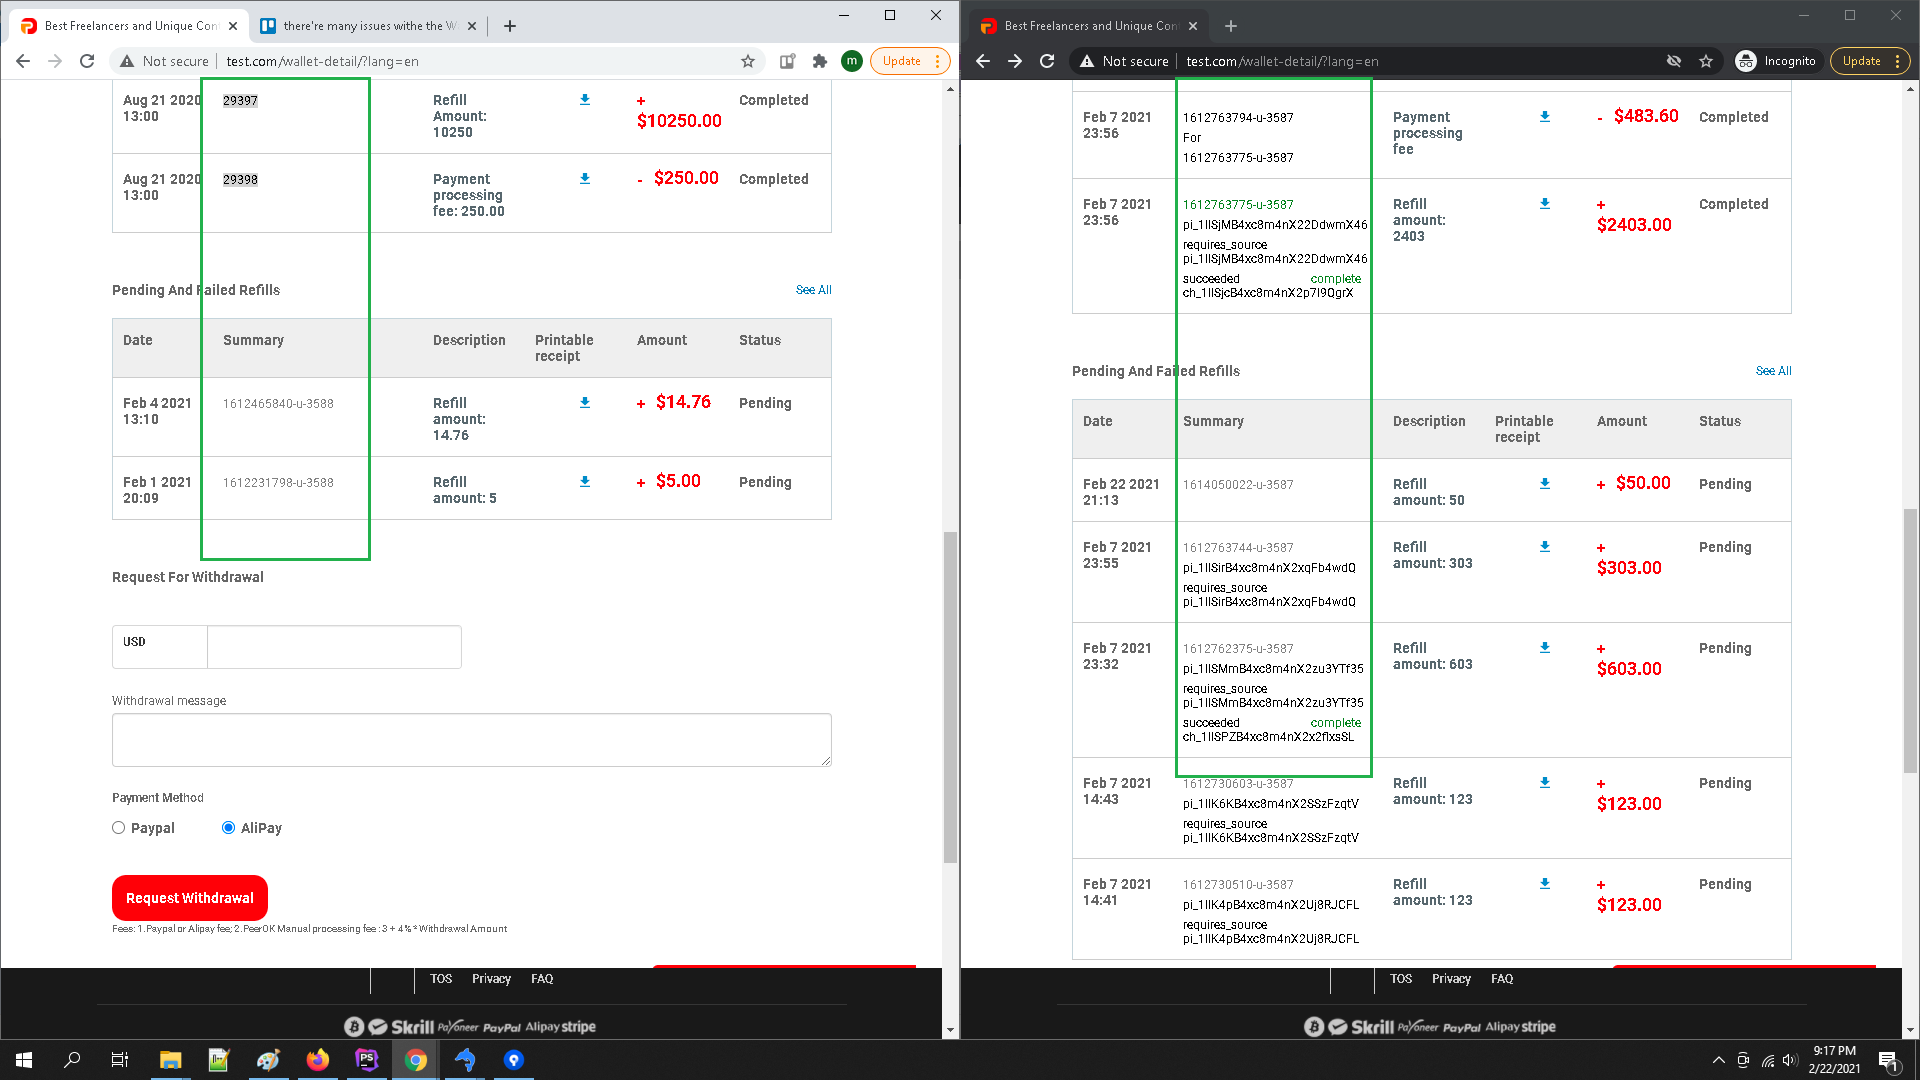 Best Freelancers and Unique Con
there're many issues withe the W
Not secure
test.com/wallet-detail/?lang=en
m
Update
Aug 21 2020 13:00
29397
Refill Amount: 10250
+ $10250.00
Completed
Aug 21 2020 13:00
29398
Payment processing fee: 250.00
- $250.00
Completed
Pending And Failed Refills
See All
Date
Summary
Description
Printable receipt
Amount
Status
Feb 4 2021 13:10
1612465840-u-3588
Refill amount: 14.76
+ $14.76
Pending
Feb 1 2021 20:09
1612231798-u-3588
Refill amount: 5
+ $5.00
Pending
Request For Withdrawal
USD
Withdrawal message
Payment Method
Paypal
AliPay
Request Withdrawal
Fees: 1.Paypal or Alipay fee; 2.PeerOK Manual processing fee : 3 + 4% * Withdrawal Amount
TOS
Privacy
FAQ
Skrill Payoneer PayPal Alipay stripe
Best Freelancers and Unique Con
Not secure
test.com/wallet-detail/?lang=en
Incognito
Update
Feb 7 2021 23:56
1612763794-u-3587
For
1612763775-u-3587
Payment processing fee
- $483.60
Completed
Feb 7 2021 23:56
1612763775-u-3587
pi_1IISjMB4xc8m4nX22DdwmX46
requires_source
pi_1IISjMB4xc8m4nX22DdwmX46
succeeded complete
ch_1IISjcB4xc8m4nX2p7I9QgrX
Refill amount: 2403
+ $2403.00
Completed
Pending And Failed Refills
See All
Date
Summary
Description
Printable receipt
Amount
Status
Feb 22 2021 21:13
1614050022-u-3587
Refill amount: 50
+ $50.00
Pending
Feb 7 2021 23:55
1612763744-u-3587
pi_1IISirB4xc8m4nX2xqFb4wdQ
requires_source
pi_1IISirB4xc8m4nX2xqFb4wdQ
Refill amount: 303
+ $303.00
Pending
Feb 7 2021 23:32
1612762375-u-3587
pi_1IISMmB4xc8m4nX2zu3YTf35
requires_source
pi_1IISMmB4xc8m4nX2zu3YTf35
succeeded complete
ch_1IISPZB4xc8m4nX2x2fIxsSL
Refill amount: 603
+ $603.00
Pending
Feb 7 2021 14:43
1612730603-u-3587
pi_1IIK6KB4xc8m4nX2SSzFzqtV
requires_source
pi_1IIK6KB4xc8m4nX2SSzFzqtV
Refill amount: 123
+ $123.00
Pending
Feb 7 2021 14:41
1612730510-u-3587
pi_1IIK4pB4xc8m4nX2Uj8RJCFL
requires_source
pi_1IIK4pB4xc8m4nX2Uj8RJCFL
Refill amount: 123
+ $123.00
Pending
TOS
Privacy
FAQ
Skrill Payoneer PayPal Alipay stripe
PS
9:17 PM
2/22/2021
1